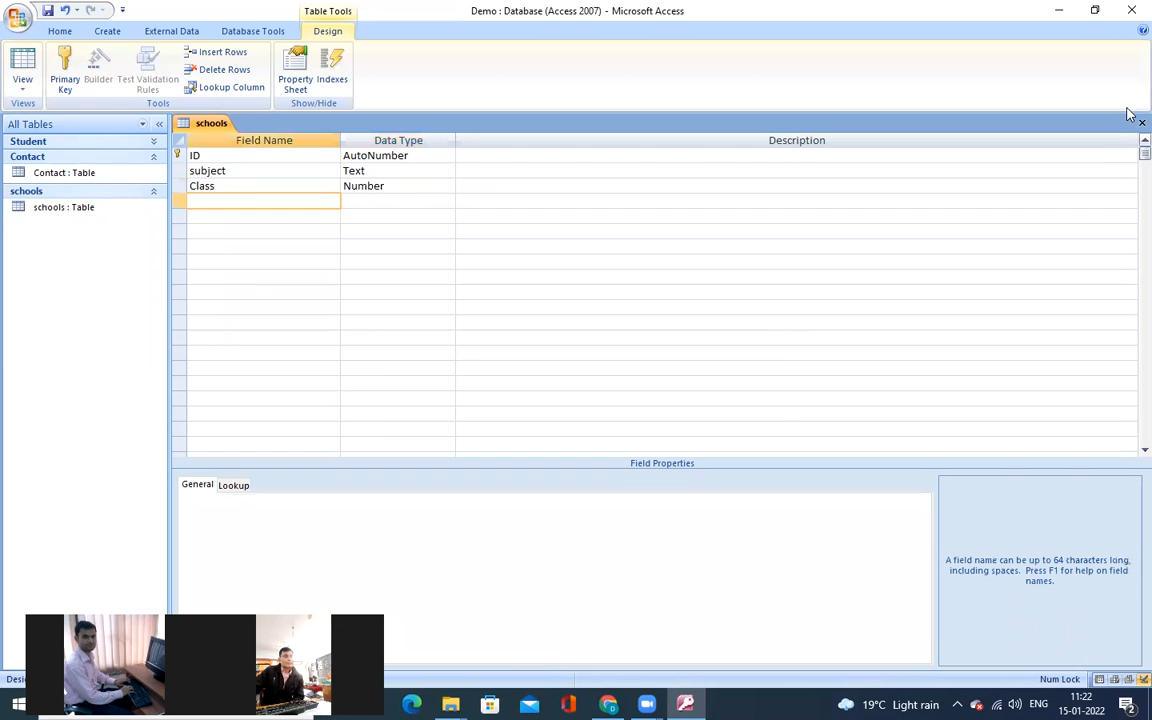 Table Tools
Demo : Database (Access 2007) - Microsoft Access
Home Create External Data Database Tools Design
View
Views
Primary Key
Builder
Test Validation Rules
Insert Rows
Delete Rows
Lookup Column
Tools
Property Sheet
Indexes
Show/Hide
All Tables
Student
Contact
Contact : Table
schools
schools : Table
schools
Field Name Data Type Description
ID AutoNumber
subject Text
Class Number
Field Properties
General Lookup
A field name can be up to 64 characters long,
including spaces. Press F1 for help on field
names.
Num Lock
19°C Light rain
ENG
11:22
15-01-2022
2